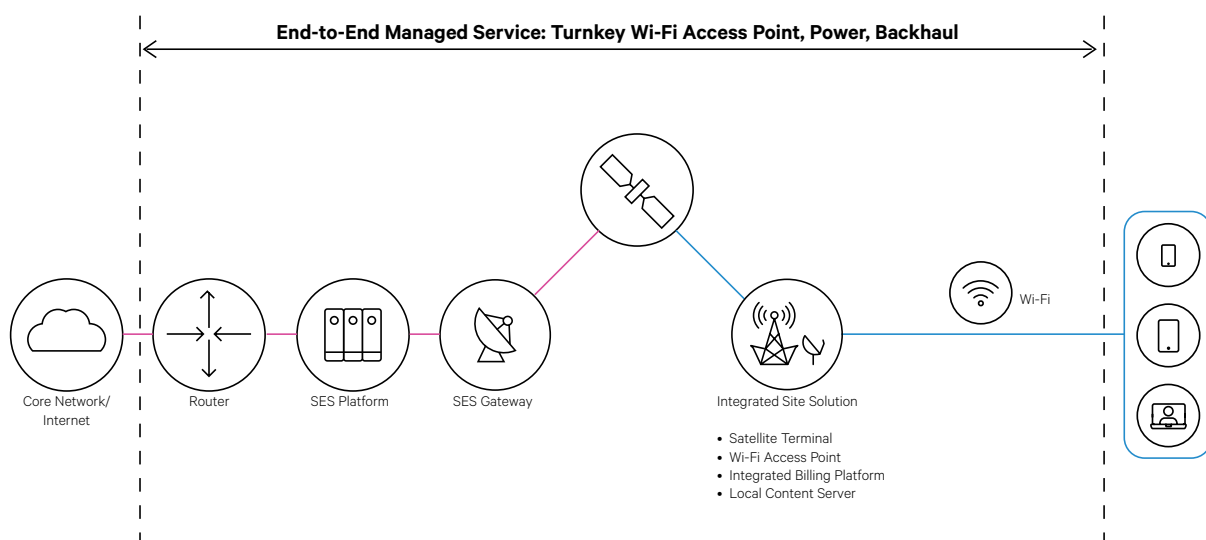 End-to-End Managed Service: Turnkey Wi-Fi Access Point, Power, Backhaul
Wi-Fi
Core Network/
Internet
Router
SES Platform
SES Gateway
Integrated Site Solution
• Satellite Terminal
• Wi-Fi Access Point
• Integrated Billing Platform
• Local Content Server